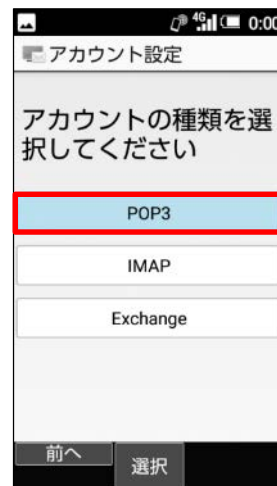 4G 0:00
アカウント設定
アカウントの種類を選
択してください
POP3
IMAP
Exchange
前へ
選択